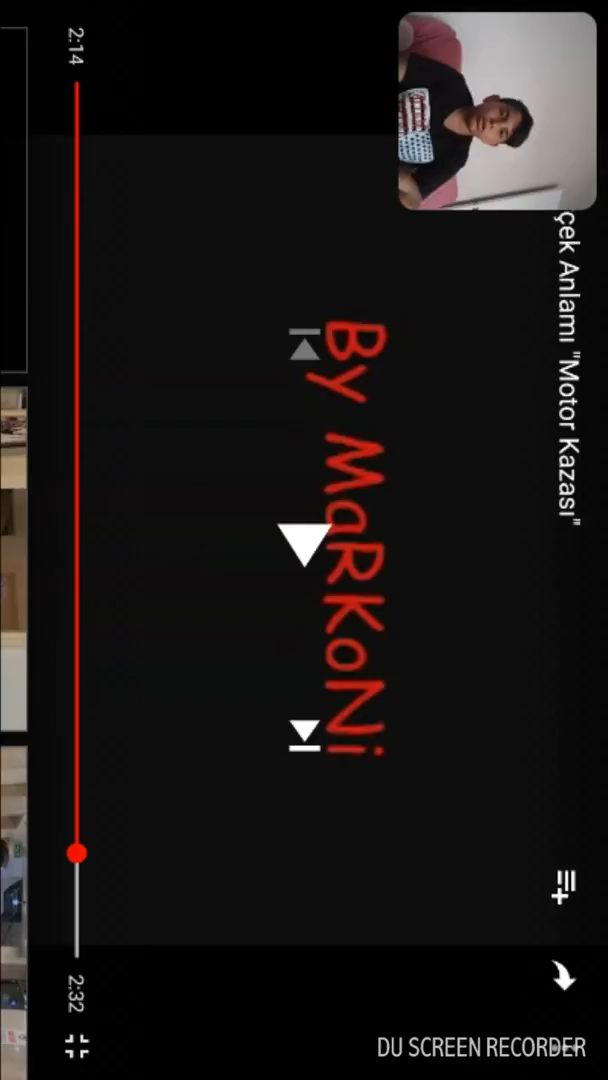 çek Anlamı "Motor Kazası"
By MaRKoNi
2:14
2:32
DU SCREEN RECORDER